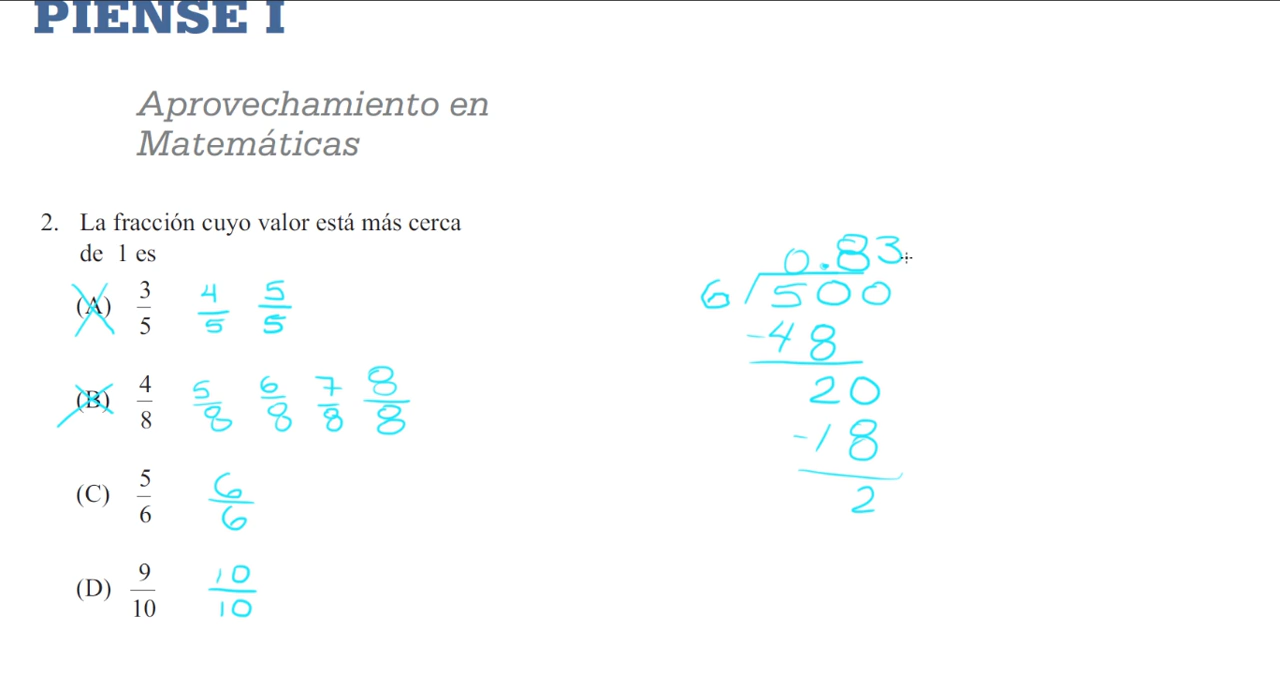 PIENSE I
Aprovechamiento en
Matemáticas
2. La fracción cuyo valor está más cerca
de 1 es
(A) 3/5 4/5 5/5
(B) 4/8 5/8 6/8 7/8 8/8
(C) 5/6 6/6
(D) 9/10 10/10
0.83
6 500
-48
20
-18
2